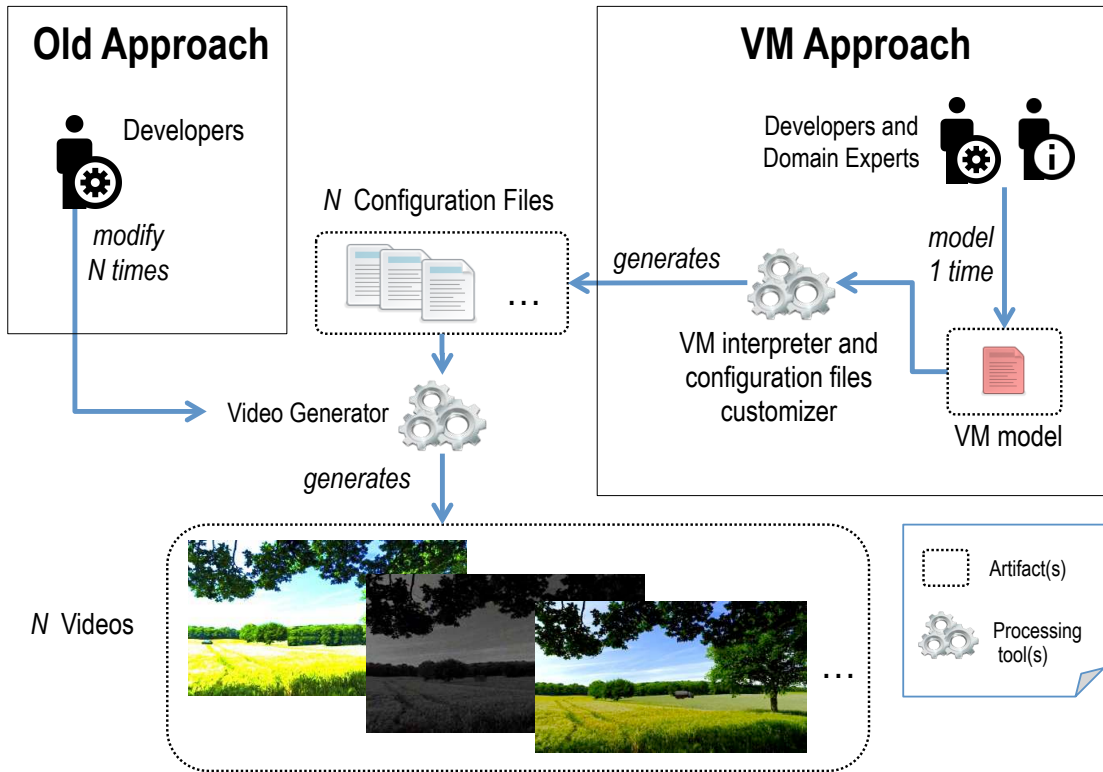 Old Approach
Developers
modify
N times
VM Approach
Developers and
Domain Experts
model
1 time
N Configuration Files
...
generates
VM interpreter and
configuration files
customizer
VM model
Video Generator
generates
N Videos
...
Artifact(s)
Processing
tool(s)